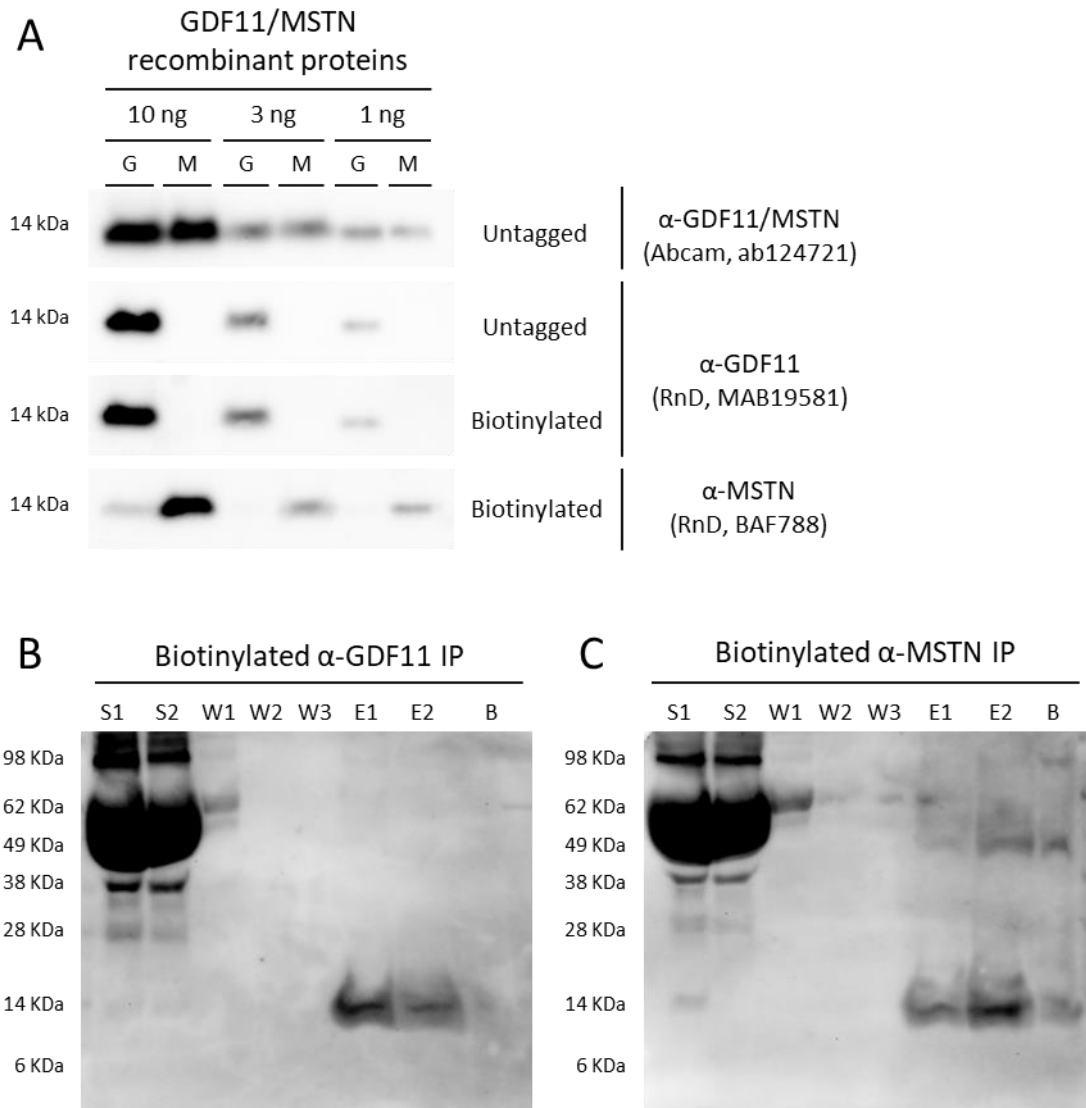 A
GDF11/MSTN
recombinant proteins
10 ng 3 ng 1 ng
G M G M G M
14 kDa Untagged α-GDF11/MSTN
(Abcam, ab124721)
14 kDa Untagged
α-GDF11
(RnD, MAB19581)
14 kDa Biotinylated
14 kDa Biotinylated α-MSTN
(RnD, BAF788)
B Biotinylated α-GDF11 IP
S1 S2 W1 W2 W3 E1 E2 B
98 KDa
62 KDa
49 KDa
38 KDa
28 KDa
14 KDa
6 KDa
C Biotinylated α-MSTN IP
S1 S2 W1 W2 W3 E1 E2 B
98 KDa
62 KDa
49 KDa
38 KDa
28 KDa
14 KDa
6 KDa